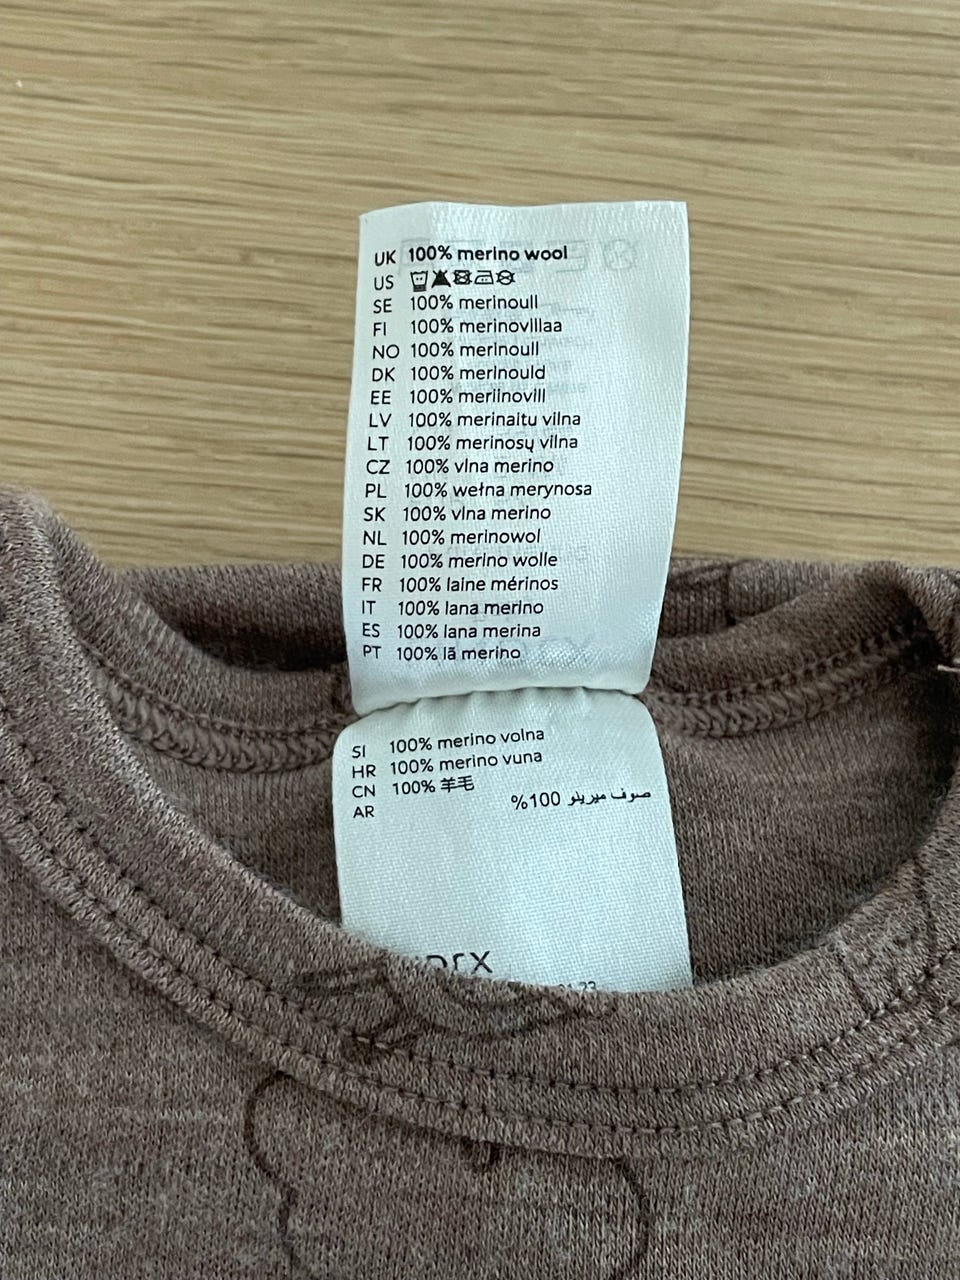 UK 100% merino wool
US
SE 100% merinoull
FI 100% merinovillaa
NO 100% merinoull
DK 100% merinould
EE 100% meriinovill
LV 100% merinaitu vilna
LT 100% merinosų vilna
CZ 100% vlna merino
PL 100% wełna merynosa
SK 100% vlna merino
NL 100% merinowol
DE 100% merino wolle
FR 100% laine mérinos
IT 100% lana merino
ES 100% lana merina
PT 100% lã merino
SI 100% merino volna
HR 100% merino vuna
CN 100% 羊毛
AR صوف ميرينو 100%